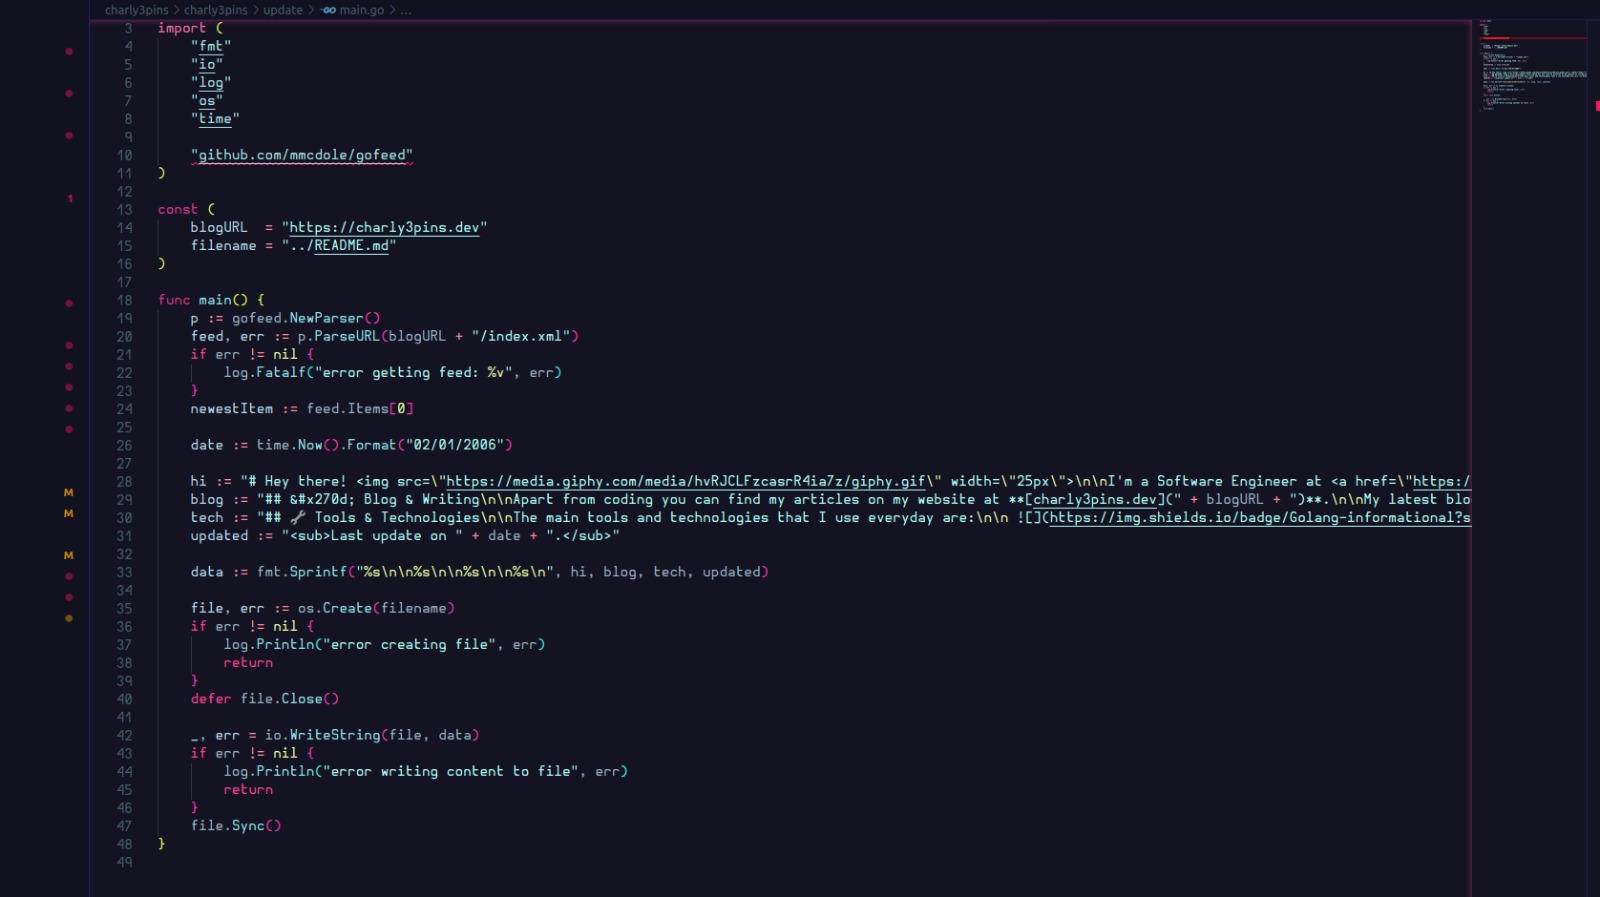 charly3pins > charly3pins > update > main.go > ...
3 import (
4 "fmt"
5 "io"
6 "log"
7 "os"
8 "time"
9
10 "github.com/mmcdole/gofeed"
11 )
12
13 const (
14 blogURL = "https://charly3pins.dev"
15 filename = "../README.md"
16 )
17
18 func main() {
19 p := gofeed.NewParser()
20 feed, err := p.ParseURL(blogURL + "/index.xml")
21 if err != nil {
22 log.Fatalf("error getting feed: %v", err)
23 }
24 newestItem := feed.Items[0]
25
26 date := time.Now().Format("02/01/2006")
27
28 hi := "# Hey there! <img src=\"https://media.giphy.com/media/hvRJCLFzcasrR4ia7z/giphy.gif\" width=\"25px\">\n\nI'm a Software Engineer at <a href=\"https:/
29 blog := "## &#x270d; Blog & Writing\n\nApart from coding you can find my articles on my website at **[charly3pins.dev](" + blogURL + ")**.\n\nMy latest blo
30 tech := "## 🔧 Tools & Technologies\n\nThe main tools and technologies that I use everyday are:\n\n ![](https://img.shields.io/badge/Golang-informational?s
31 updated := "<sub>Last update on " + date + ".</sub>"
32
33 data := fmt.Sprintf("%s\n\n%s\n\n%s\n\n%s\n", hi, blog, tech, updated)
34
35 file, err := os.Create(filename)
36 if err != nil {
37 log.Println("error creating file", err)
38 return
39 }
40 defer file.Close()
41
42 _, err = io.WriteString(file, data)
43 if err != nil {
44 log.Println("error writing content to file", err)
45 return
46 }
47 file.Sync()
48 }
49
1
M
M
M